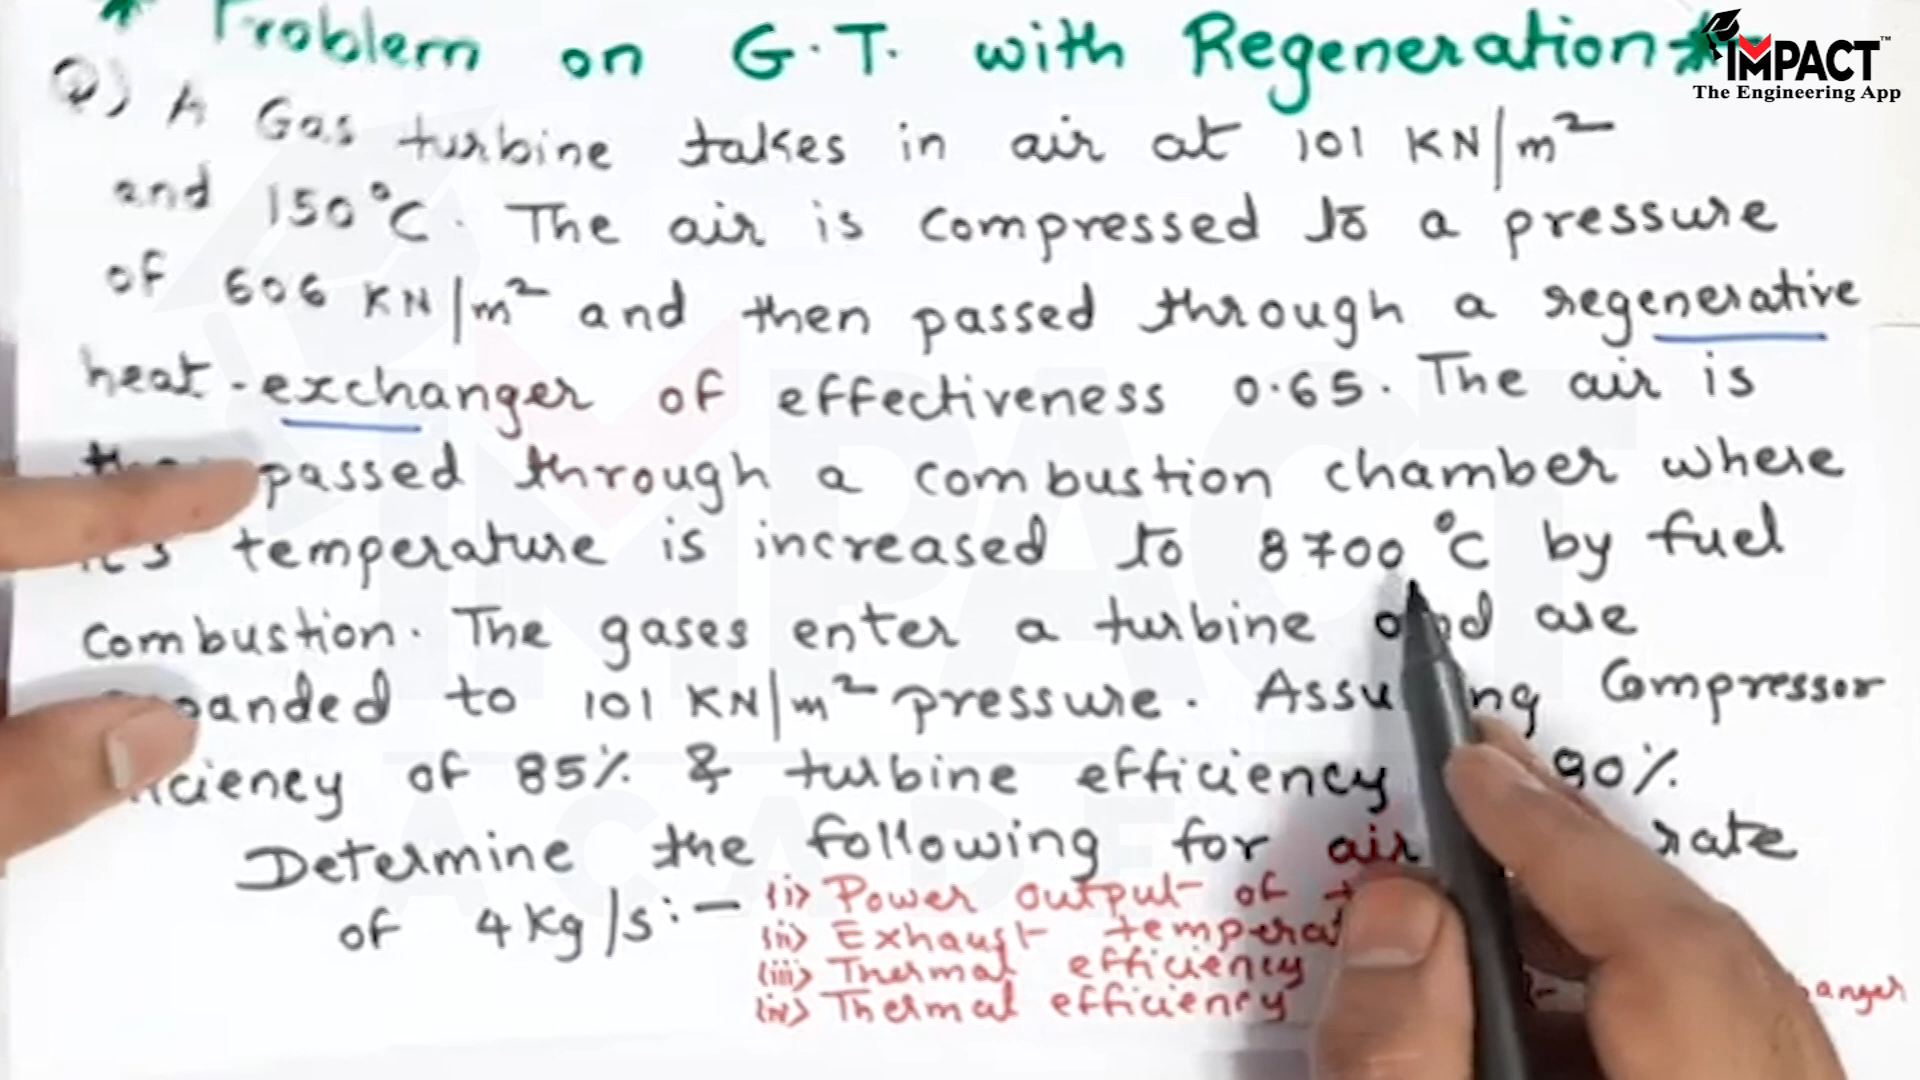 * Problem on G.T. with Regeneration *
IMPACT™
The Engineering App
Q) A Gas turbine takes in air at 101 KN/m²
and 150°C. The air is compressed to a pressure
of 606 KN/m² and then passed through a regenerative
heat-exchanger of effectiveness 0.65. The air is
passed through a combustion chamber where
temperature is increased to 8700 °C by fuel
combustion. The gases enter a turbine and are
to 101 KN/m² pressure. Assuming Compressor
of 85% & turbine efficiency 90%
Determine the following for air rate
of 4 Kg/s:-
(i) Power output of
(ii) Exhaust
(iii) Thermal efficiency
(iv) Thermal efficiency